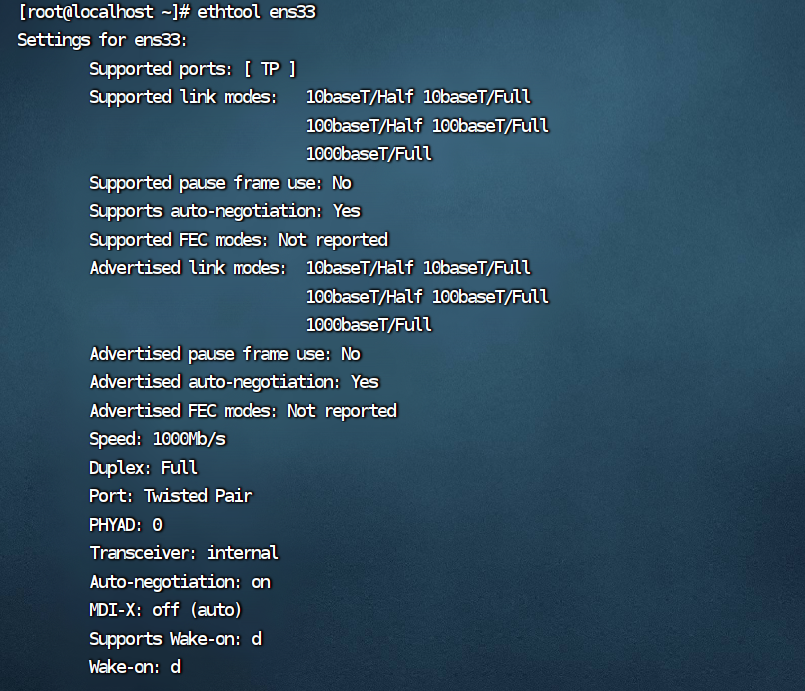 [root@localhost ~]# ethtool ens33
Settings for ens33:
Supported ports: [ TP ]
Supported link modes: 10baseT/Half 10baseT/Full
100baseT/Half 100baseT/Full
1000baseT/Full
Supported pause frame use: No
Supports auto-negotiation: Yes
Supported FEC modes: Not reported
Advertised link modes: 10baseT/Half 10baseT/Full
100baseT/Half 100baseT/Full
1000baseT/Full
Advertised pause frame use: No
Advertised auto-negotiation: Yes
Advertised FEC modes: Not reported
Speed: 1000Mb/s
Duplex: Full
Port: Twisted Pair
PHYAD: 0
Transceiver: internal
Auto-negotiation: on
MDI-X: off (auto)
Supports Wake-on: d
Wake-on: d